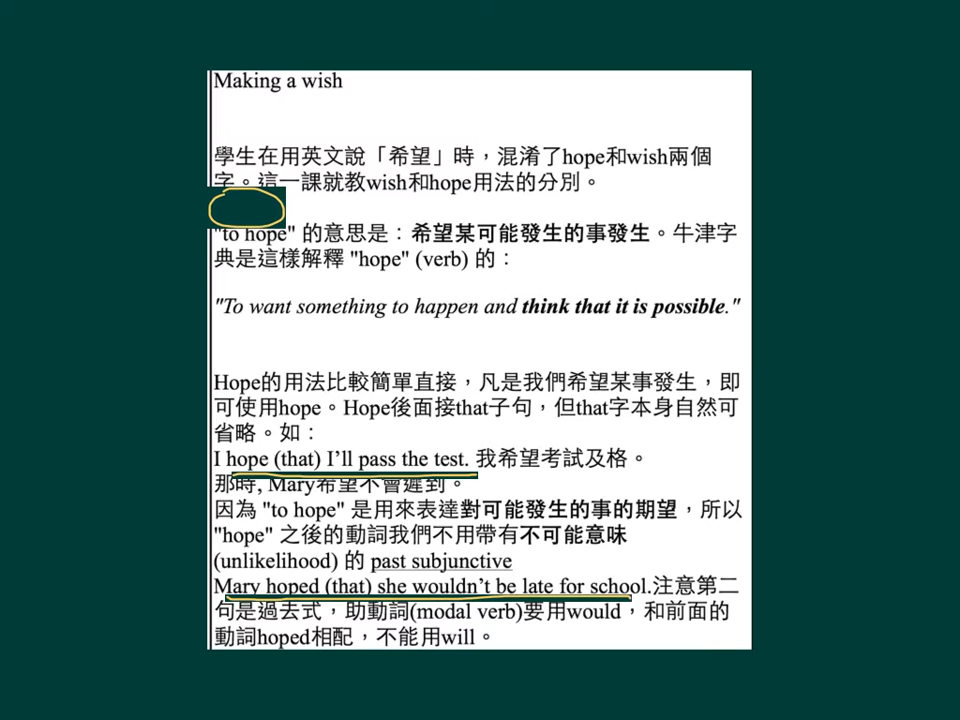 Making a wish
學生在用英文說「希望」時，混淆了hope和wish兩個
字。這一課就教wish和hope用法的分別。
"to hope" 的意思是：希望某可能發生的事發生。牛津字
典是這樣解釋 "hope" (verb) 的：
"To want something to happen and think that it is possible."
Hope的用法比較簡單直接，凡是我們希望某事發生，即
可使用hope。Hope後面接that子句，但that字本身自然可
省略。如：
I hope (that) I'll pass the test. 我希望考試及格。
那時, Mary希望不會遲到。
因為 "to hope" 是用來表達對可能發生的事的期望，所以
"hope" 之後的動詞我們不用帶有不可能意味
(unlikelihood) 的 past subjunctive
Mary hoped (that) she wouldn't be late for school.注意第二
句是過去式，助動詞(modal verb)要用would，和前面的
動詞hoped相配，不能用will。